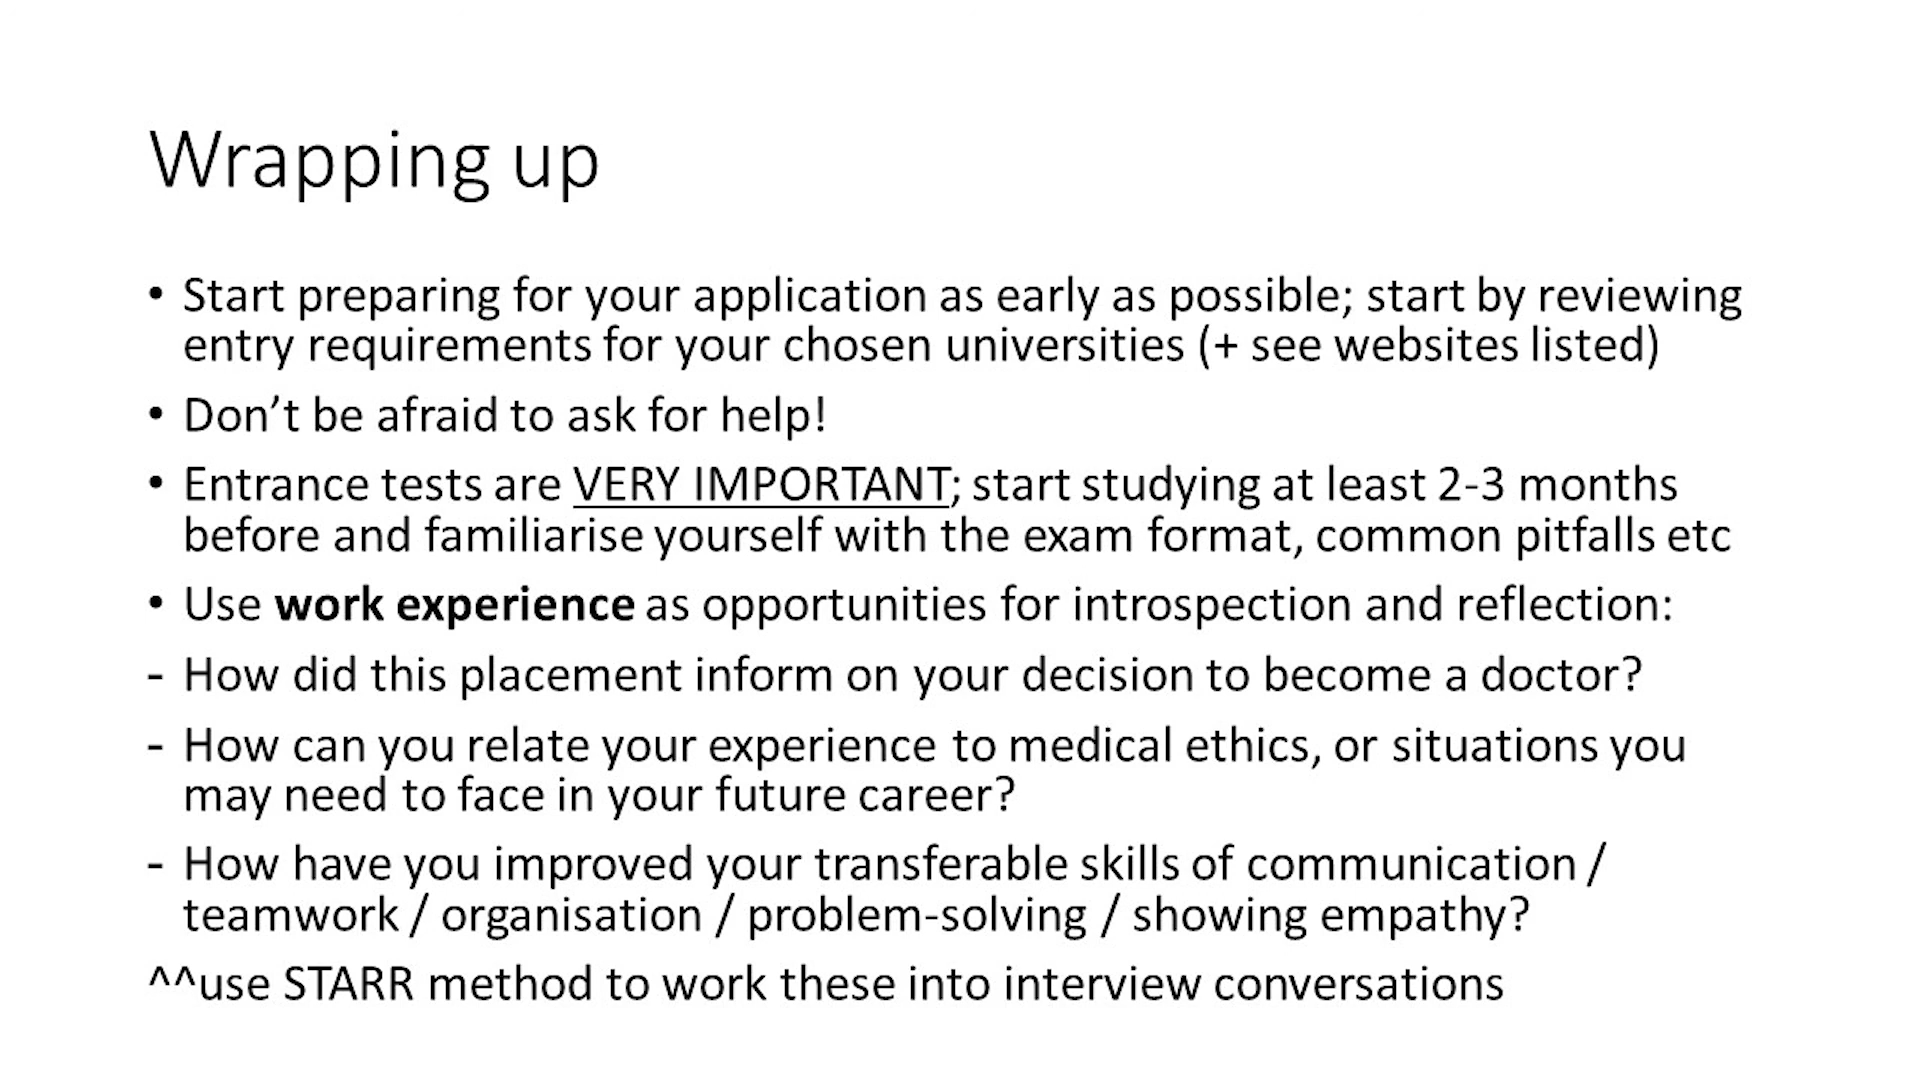 Wrapping up
• Start preparing for your application as early as possible; start by reviewing
entry requirements for your chosen universities (+ see websites listed)
• Don’t be afraid to ask for help!
• Entrance tests are VERY IMPORTANT; start studying at least 2-3 months
before and familiarise yourself with the exam format, common pitfalls etc
• Use work experience as opportunities for introspection and reflection:
- How did this placement inform on your decision to become a doctor?
- How can you relate your experience to medical ethics, or situations you
may need to face in your future career?
- How have you improved your transferable skills of communication /
teamwork / organisation / problem-solving / showing empathy?
^^use STARR method to work these into interview conversations